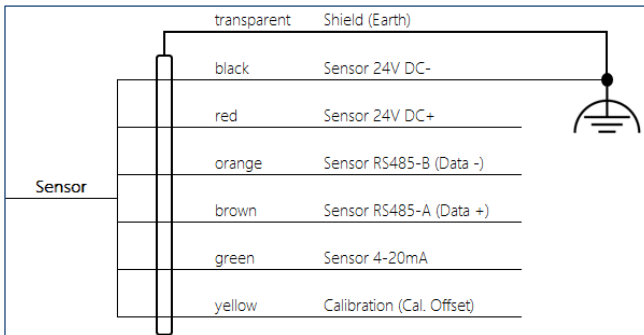 transparent Shield (Earth)
black Sensor 24V DC-
red Sensor 24V DC+
orange Sensor RS485-B (Data -)
Sensor
brown Sensor RS485-A (Data +)
green Sensor 4-20mA
yellow Calibration (Cal. Offset)